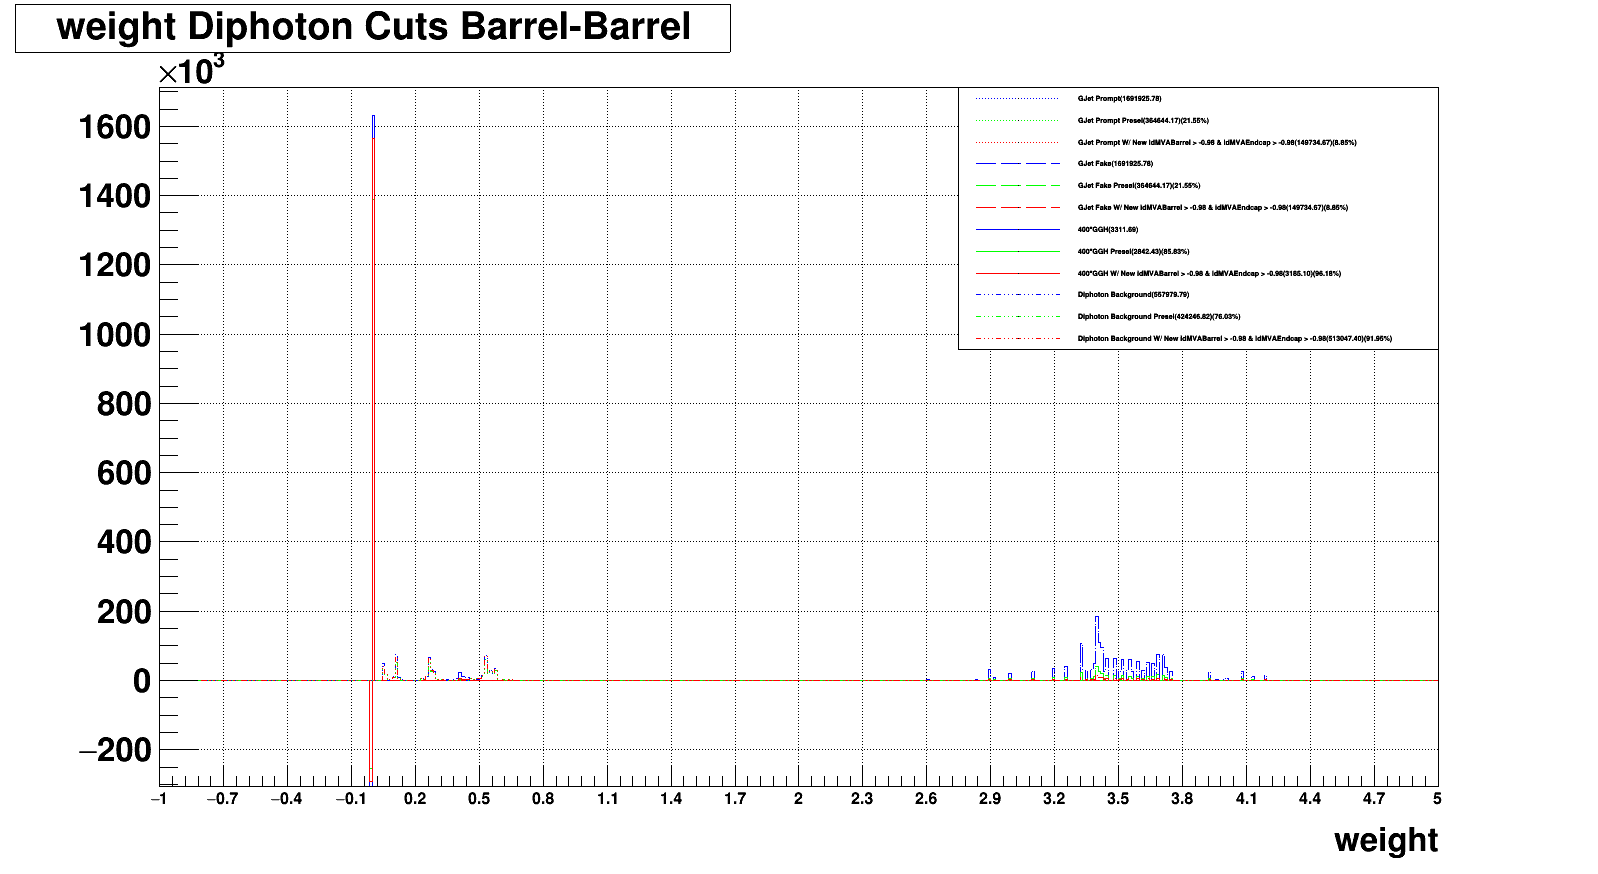 weight Diphoton Cuts Barrel-Barrel
×10³
1600
1400
1200
1000
800
600
400
200
0
−200
−1 −0.7 −0.4 −0.1 0.2 0.5 0.8 1.1 1.4 1.7 2 2.3 2.6 2.9 3.2 3.5 3.8 4.1 4.4 4.7 5
weight
GJet Prompt(1691925.78)
GJet Prompt Presel(364644.17)(21.55%)
GJet Prompt W/ New IdMVABarrel > -0.98 & IdMVAEndcap > -0.98(149734.67)(8.85%)
GJet Fake(1691925.78)
GJet Fake Presel(364644.17)(21.55%)
GJet Fake W/ New IdMVABarrel > -0.98 & IdMVAEndcap > -0.98(149734.67)(8.85%)
400*GGH(3311.69)
400*GGH Presel(2842.43)(85.83%)
400*GGH W/ New IdMVABarrel > -0.98 & IdMVAEndcap > -0.98(3185.10)(96.18%)
Diphoton Background(557979.79)
Diphoton Background Presel(424246.82)(76.03%)
Diphoton Background W/ New IdMVABarrel > -0.98 & IdMVAEndcap > -0.98(513047.40)(91.95%)